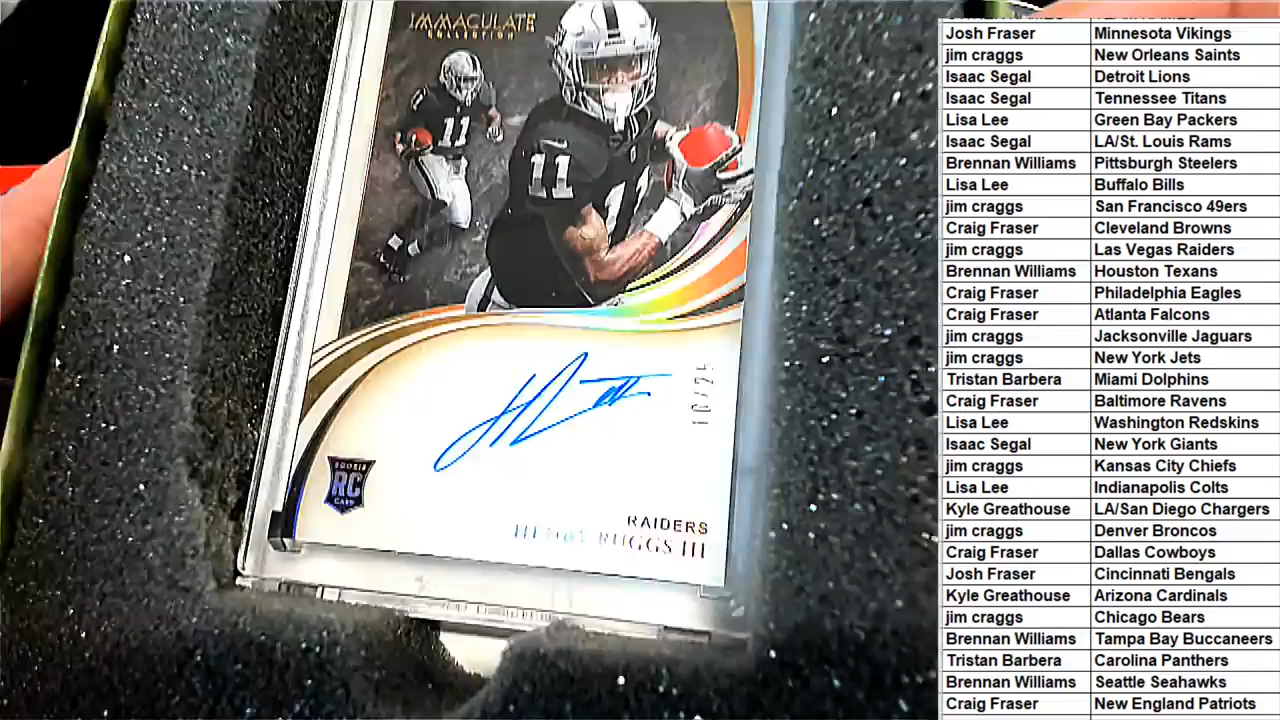 IMMACULATE
COLLECTION
11
11
10/25
ROOKIE
RC
CARD
RAIDERS
HENRY RUGGS III
Josh Fraser Minnesota Vikings
jim craggs New Orleans Saints
Isaac Segal Detroit Lions
Isaac Segal Tennessee Titans
Lisa Lee Green Bay Packers
Isaac Segal LA/St. Louis Rams
Brennan Williams Pittsburgh Steelers
Lisa Lee Buffalo Bills
jim craggs San Francisco 49ers
Craig Fraser Cleveland Browns
jim craggs Las Vegas Raiders
Brennan Williams Houston Texans
Craig Fraser Philadelphia Eagles
Craig Fraser Atlanta Falcons
jim craggs Jacksonville Jaguars
jim craggs New York Jets
Tristan Barbera Miami Dolphins
Craig Fraser Baltimore Ravens
Lisa Lee Washington Redskins
Isaac Segal New York Giants
jim craggs Kansas City Chiefs
Lisa Lee Indianapolis Colts
Kyle Greathouse LA/San Diego Chargers
jim craggs Denver Broncos
Craig Fraser Dallas Cowboys
Josh Fraser Cincinnati Bengals
Kyle Greathouse Arizona Cardinals
jim craggs Chicago Bears
Brennan Williams Tampa Bay Buccaneers
Tristan Barbera Carolina Panthers
Brennan Williams Seattle Seahawks
Craig Fraser New England Patriots